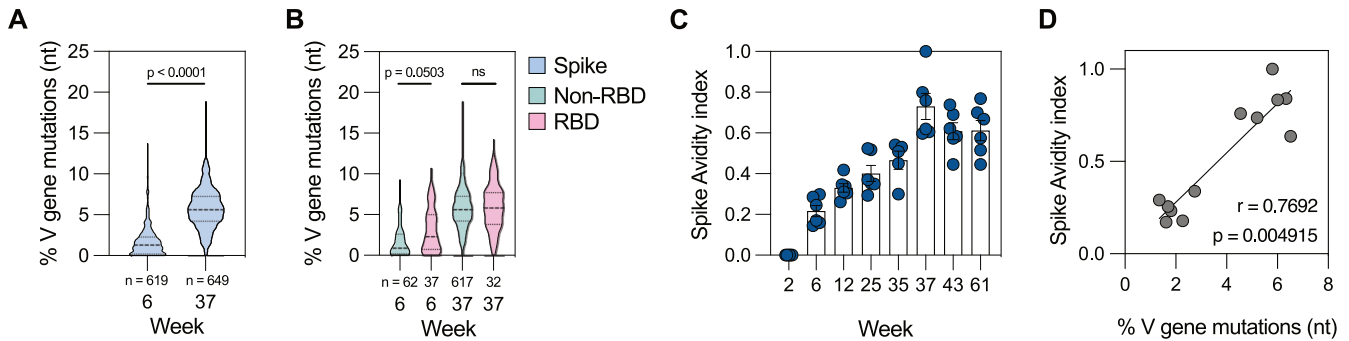 A
% V gene mutations (nt)
25
20
15
10
5
0
p < 0.0001
n = 619
n = 649
6
37
Week
B
% V gene mutations (nt)
25
20
15
10
5
0
p = 0.0503
ns
n = 62
37
617
32
6
6
37
37
Week
Spike
Non-RBD
RBD
C
Spike Avidity index
1.0
0.8
0.6
0.4
0.2
0.0
2
6
12
25
35
37
43
61
Week
D
Spike Avidity index
1.0
0.5
0.0
r = 0.7692
p = 0.004915
0
2
4
6
8
% V gene mutations (nt)